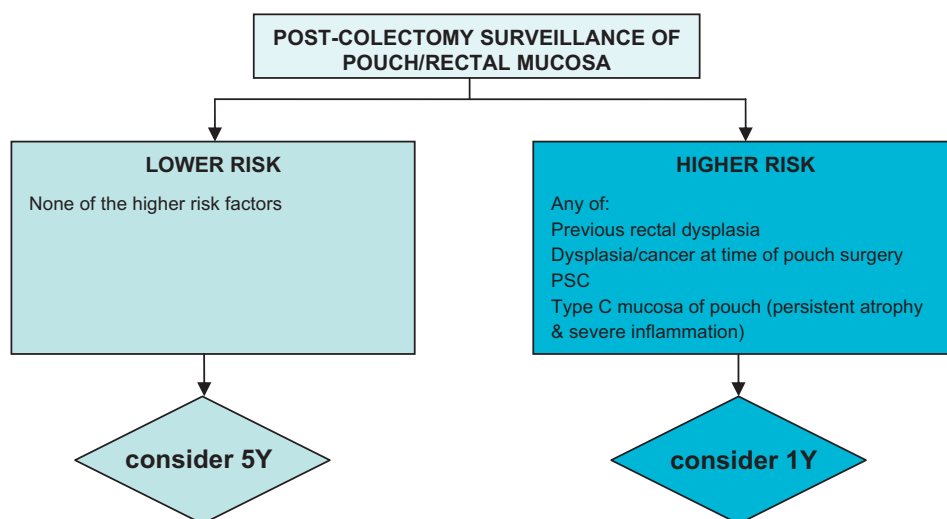 POST-COLECTOMY SURVEILLANCE OF
POUCH/RECTAL MUCOSA
LOWER RISK
None of the higher risk factors
HIGHER RISK
Any of:
Previous rectal dysplasia
Dysplasia/cancer at time of pouch surgery
PSC
Type C mucosa of pouch (persistent atrophy
& severe inflammation)
consider 5Y
consider 1Y